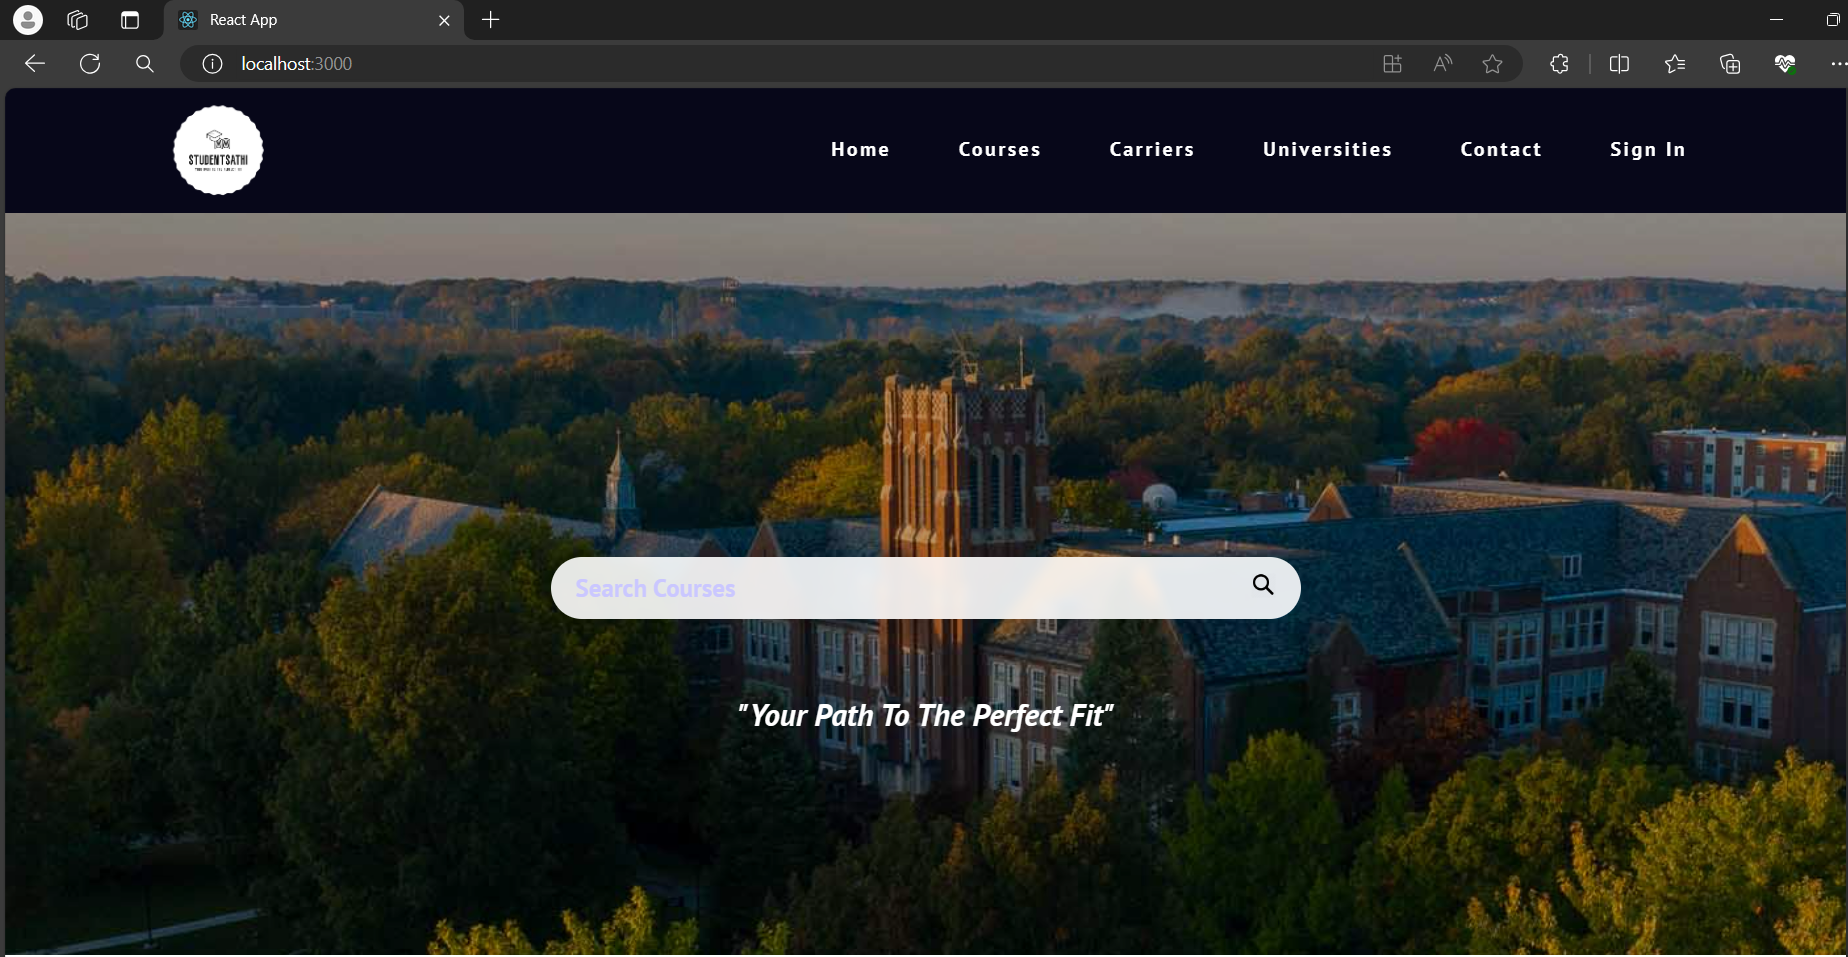 React App
localhost:3000
STUDENTSATHI
Home Courses Carriers Universities Contact Sign In
Search Courses
"Your Path To The Perfect Fit"